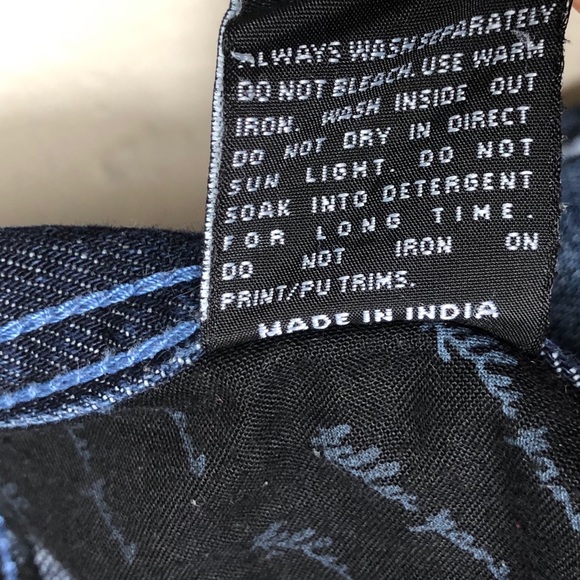 ALWAYS WASH SEPARATELY
DO NOT BLEACH. USE WARM
IRON. WASH INSIDE OUT
DO NOT DRY IN DIRECT
SUN LIGHT. DO NOT
SOAK INTO DETERGENT
FOR LONG TIME.
DO NOT IRON ON
PRINT/PU TRIMS.
MADE IN INDIA